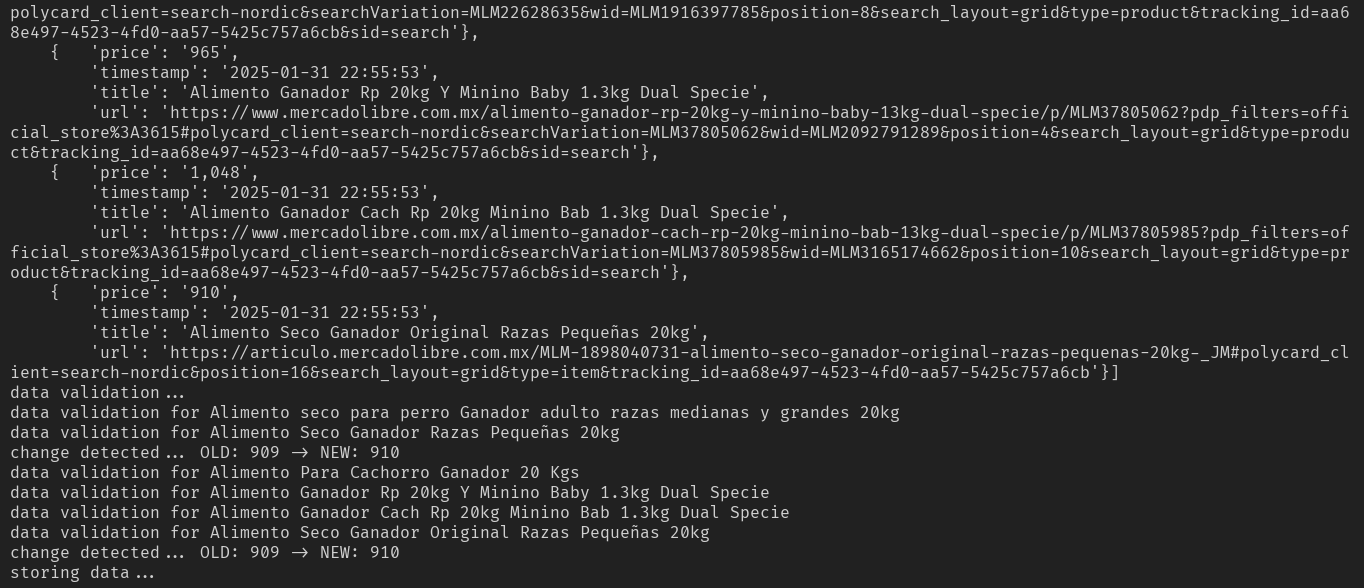 polycard_client=search-nordic&searchVariation=MLM22628635&wid=MLM1916397785&position=8&search_layout=grid&type=product&tracking_id=aa6
8e497-4523-4fd0-aa57-5425c757a6cb&sid=search'},
    {   'price': '965',
        'timestamp': '2025-01-31 22:55:53',
        'title': 'Alimento Ganador Rp 20kg Y Minino Baby 1.3kg Dual Specie',
        'url': 'https://www.mercadolibre.com.mx/alimento-ganador-rp-20kg-y-minino-baby-13kg-dual-specie/p/MLM37805062?pdp_filters=offi
cial_store%3A3615#polycard_client=search-nordic&searchVariation=MLM37805062&wid=MLM2092791289&position=4&search_layout=grid&type=produ
ct&tracking_id=aa68e497-4523-4fd0-aa57-5425c757a6cb&sid=search'},
    {   'price': '1,048',
        'timestamp': '2025-01-31 22:55:53',
        'title': 'Alimento Ganador Cach Rp 20kg Minino Bab 1.3kg Dual Specie',
        'url': 'https://www.mercadolibre.com.mx/alimento-ganador-cach-rp-20kg-minino-bab-13kg-dual-specie/p/MLM37805985?pdp_filters=of
ficial_store%3A3615#polycard_client=search-nordic&searchVariation=MLM37805985&wid=MLM3165174662&position=10&search_layout=grid&type=pr
oduct&tracking_id=aa68e497-4523-4fd0-aa57-5425c757a6cb&sid=search'},
    {   'price': '910',
        'timestamp': '2025-01-31 22:55:53',
        'title': 'Alimento Seco Ganador Original Razas Pequeñas 20kg',
        'url': 'https://articulo.mercadolibre.com.mx/MLM-1898040731-alimento-seco-ganador-original-razas-pequenas-20kg-_JM#polycard_cl
ient=search-nordic&position=16&search_layout=grid&type=item&tracking_id=aa68e497-4523-4fd0-aa57-5425c757a6cb'}]
data validation...
data validation for Alimento seco para perro Ganador adulto razas medianas y grandes 20kg
data validation for Alimento Seco Ganador Razas Pequeñas 20kg
change detected... OLD: 909 -> NEW: 910
data validation for Alimento Para Cachorro Ganador 20 Kgs
data validation for Alimento Ganador Rp 20kg Y Minino Baby 1.3kg Dual Specie
data validation for Alimento Ganador Cach Rp 20kg Minino Bab 1.3kg Dual Specie
data validation for Alimento Seco Ganador Original Razas Pequeñas 20kg
change detected... OLD: 909 -> NEW: 910
storing data...